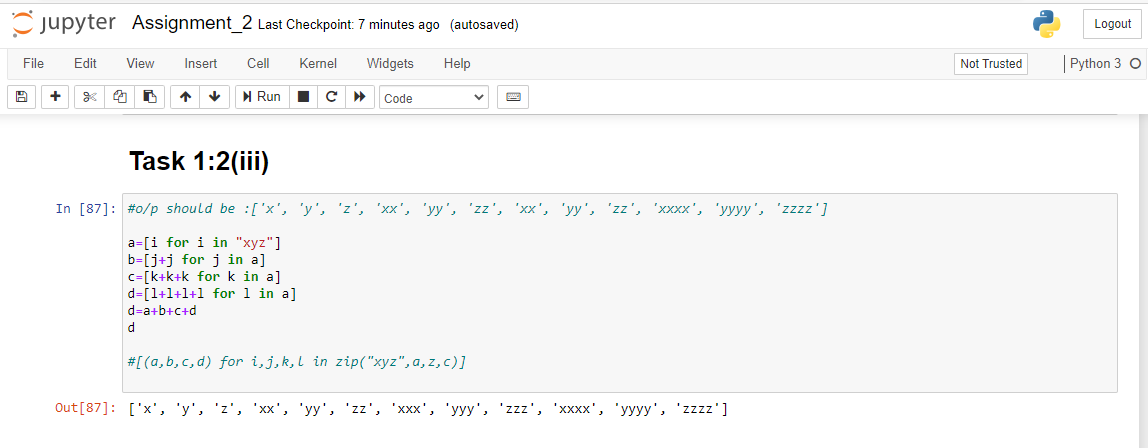 jupyter Assignment_2 Last Checkpoint: 7 minutes ago (autosaved) Logout
File Edit View Insert Cell Kernel Widgets Help Not Trusted Python 3
Run Code
Task 1:2(iii)
In [87]: #o/p should be :['x', 'y', 'z', 'xx', 'yy', 'zz', 'xx', 'yy', 'zz', 'xxxx', 'yyyy', 'zzzz']
a=[i for i in "xyz"]
b=[j+j for j in a]
c=[k+k+k for k in a]
d=[l+l+l+l for l in a]
d=a+b+c+d
d
#[(a,b,c,d) for i,j,k,l in zip("xyz",a,z,c)]
Out[87]: ['x', 'y', 'z', 'xx', 'yy', 'zz', 'xxx', 'yyy', 'zzz', 'xxxx', 'yyyy', 'zzzz']